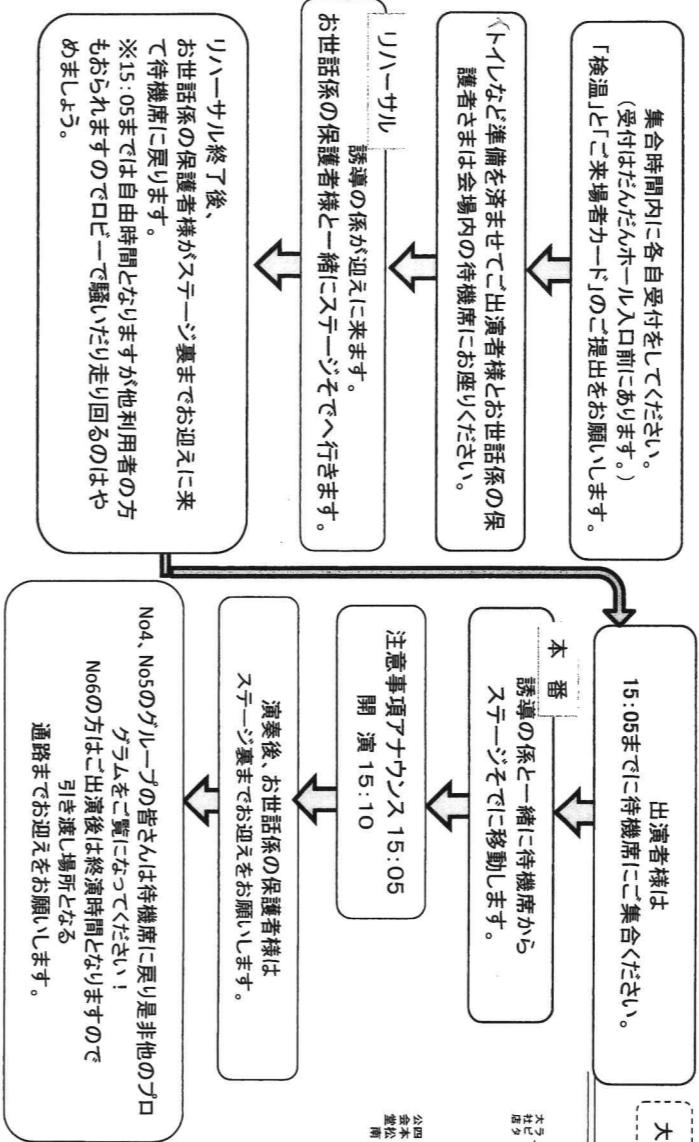 集合時間内に各自受付をしてください。
(受付はだんだんホール入口前にあります。)
「検温」と「ご来場者カード」のご提出をお願いします。
トイレなど準備を済ませてご出演者様とお世話係の保
護者さまは会場内の待機席にお座りください。
リハーサル
誘導の係が迎えに来ます。
お世話係の保護者様と一緒にステージそでへ行きます。
リハーサル終了後、
お世話係の保護者様がステージ裏までお迎えに来
て待機席に戻ります。
※15:05までは自由時間となりますが他利用者の方
もおられますのでロビーで騒いだり走り回るのはや
めましょう。
出演者様は
15:05までに待機席にご集合ください。
本 番
誘導の係と一緒に待機席から
ステージそでに移動します。
注意事項アナウンス 15:05
開 演 15:10
演奏後、お世話係の保護者様は
ステージ裏までお迎えをお願いします。
No4、No5のグループの皆さんは待機席に戻り是非他のプロ
グラムをご覧になってください！
No6の方はご出演後は終演時間となりますので
引き渡し場所となる
通路までお迎えをお願いします。
大